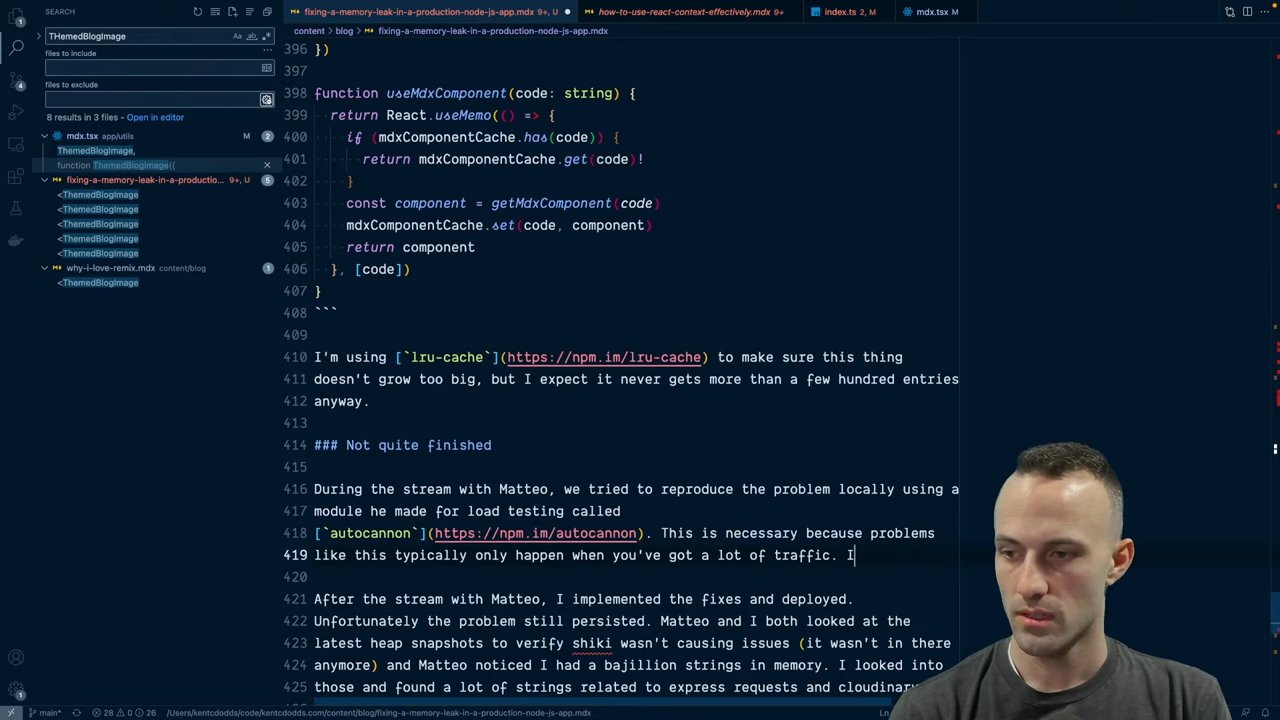 SEARCH
THemedBlogImage
Aa
files to include
files to exclude
8 results in 3 files - Open in editor
mdx.tsx app/utils M 2
ThemedBlogImage,
function ThemedBlogImage({
fixing-a-memory-leak-in-a-productio... 9+, U 5
<ThemedBlogImage
<ThemedBlogImage
<ThemedBlogImage
<ThemedBlogImage
<ThemedBlogImage
why-i-love-remix.mdx content/blog 1
<ThemedBlogImage
4
1
fixing-a-memory-leak-in-a-production-node-js-app.mdx 9+, U
how-to-use-react-context-effectively.mdx 9+
index.ts 2, M
mdx.tsx M
content > blog > fixing-a-memory-leak-in-a-production-node-js-app.mdx
396 })
397
398 function useMdxComponent(code: string) {
399 return React.useMemo(() => {
400 if (mdxComponentCache.has(code)) {
401 return mdxComponentCache.get(code)!
402 }
403 const component = getMdxComponent(code)
404 mdxComponentCache.set(code, component)
405 return component
406 }, [code])
407 }
408 ```
409
410 I'm using [`lru-cache`](https://npm.im/lru-cache) to make sure this thing
411 doesn't grow too big, but I expect it never gets more than a few hundred entries
412 anyway.
413
414 ### Not quite finished
415
416 During the stream with Matteo, we tried to reproduce the problem locally using a
417 module he made for load testing called
418 [`autocannon`](https://npm.im/autocannon). This is necessary because problems
419 like this typically only happen when you've got a lot of traffic. I
420
421 After the stream with Matteo, I implemented the fixes and deployed.
422 Unfortunately the problem still persisted. Matteo and I both looked at the
423 latest heap snapshots to verify shiki wasn't causing issues (it wasn't in there
424 anymore) and Matteo noticed I had a bajillion strings in memory. I looked into
425 those and found a lot of strings related to express requests and cloudinary
main* 28 0 26 /Users/kentcdodds/code/kentcdodds.com/content/blog/fixing-a-memory-leak-in-a-production-node-js-app.mdx Ln